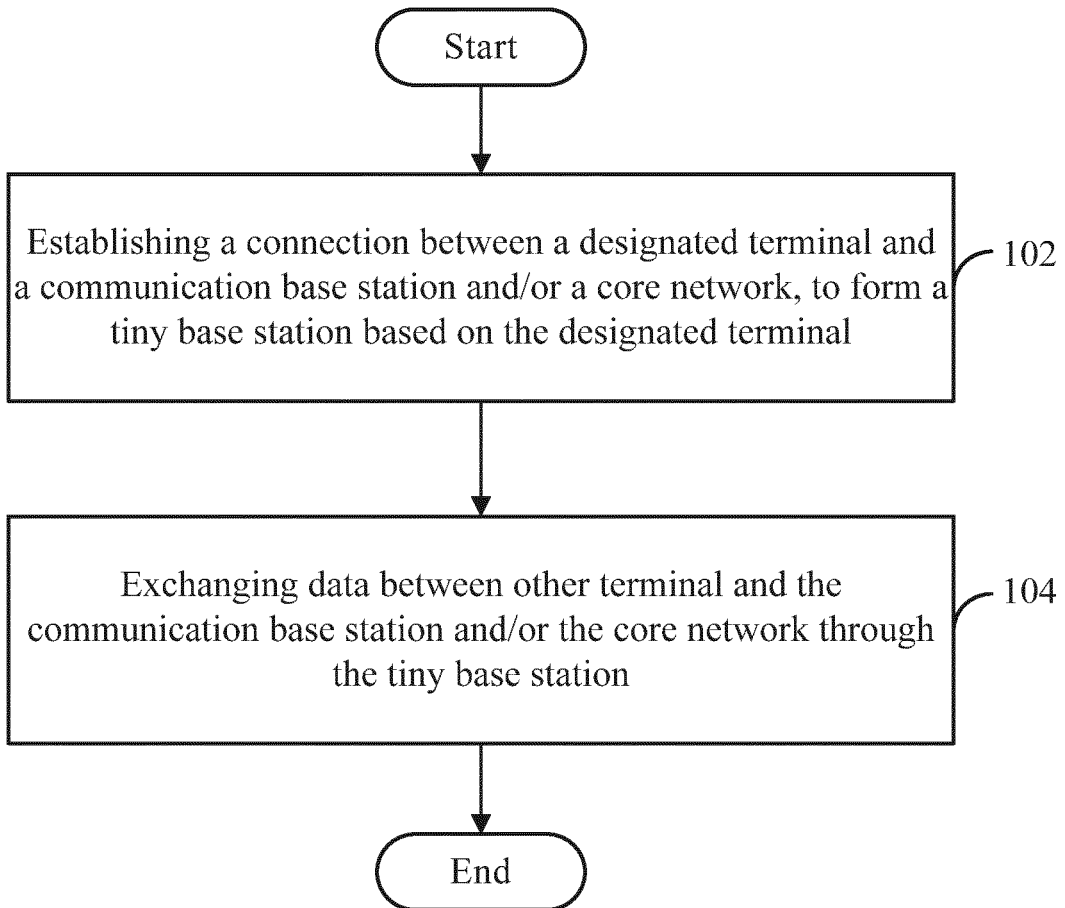 Start
Establishing a connection between a designated terminal and
a communication base station and/or a core network, to form a
tiny base station based on the designated terminal
102
Exchanging data between other terminal and the
communication base station and/or the core network through
the tiny base station
104
End